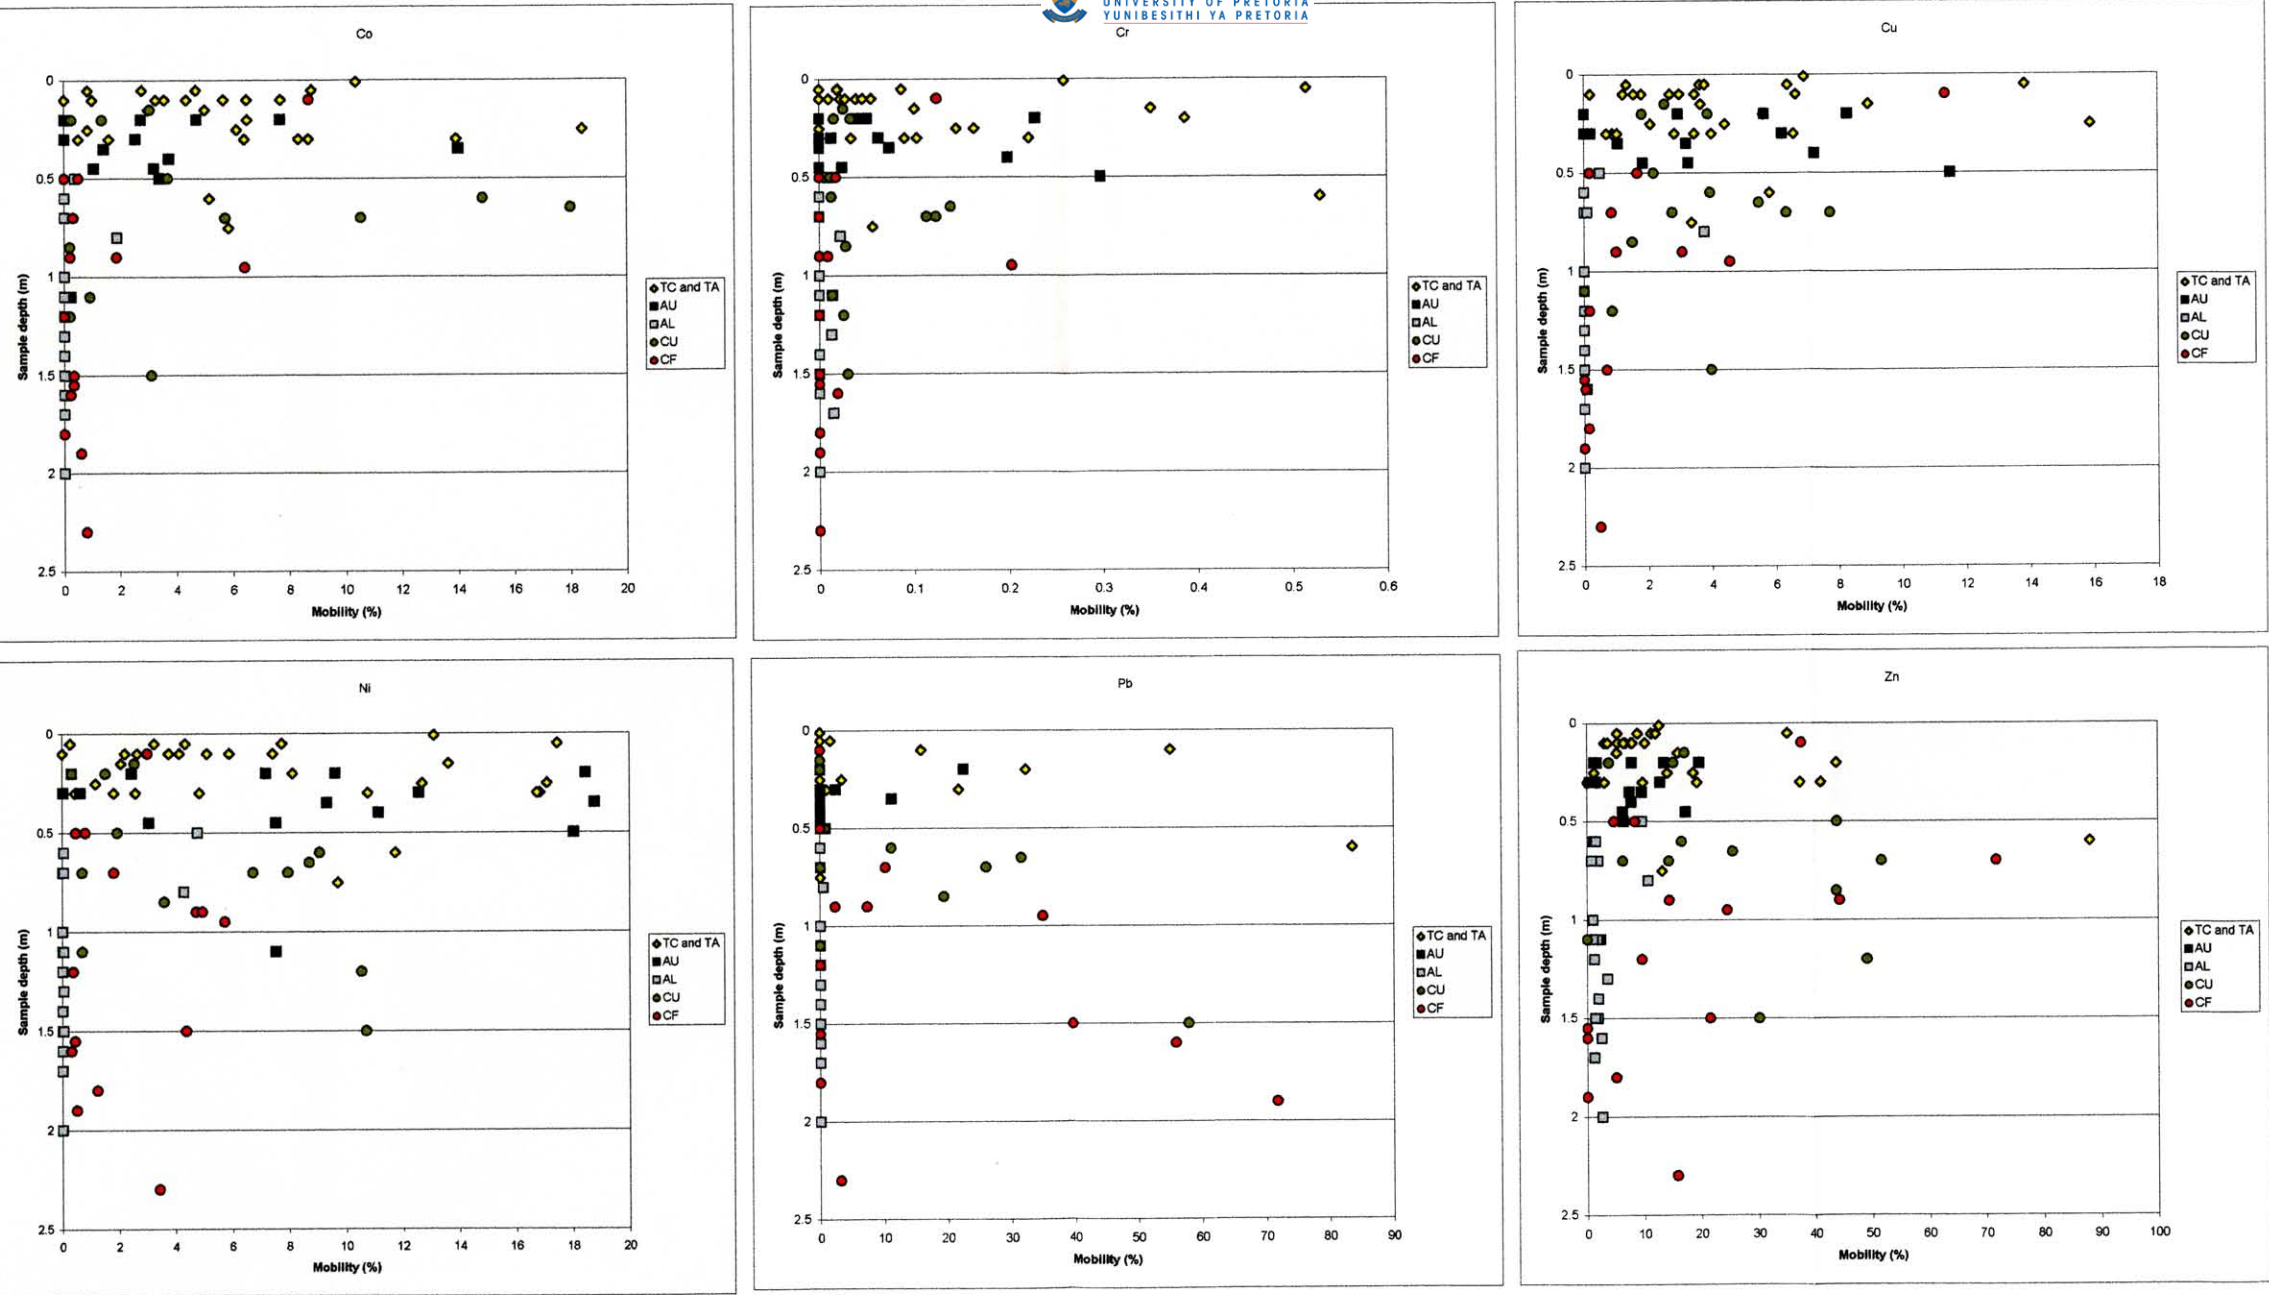 UNIVERSITY OF PRETORIA
YUNIBESITHI YA PRETORIA
Co
0
0.5
1
1.5
2
2.5
0 2 4 6 8 10 12 14 16 18 20
Sample depth (m)
Mobility (%)
TC and TA
AU
AL
CU
CF
Cr
0
0.5
1
1.5
2
2.5
0 0.1 0.2 0.3 0.4 0.5 0.6
Sample depth (m)
Mobility (%)
TC and TA
AU
AL
CU
CF
Cu
0
0.5
1
1.5
2
2.5
0 2 4 6 8 10 12 14 16 18
Sample depth (m)
Mobility (%)
TC and TA
AU
AL
CU
CF
Ni
0
0.5
1
1.5
2
2.5
0 2 4 6 8 10 12 14 16 18 20
Sample depth (m)
Mobility (%)
TC and TA
AU
AL
CU
CF
Pb
0
0.5
1
1.5
2
2.5
0 10 20 30 40 50 60 70 80 90
Sample depth (m)
Mobility (%)
TC and TA
AU
AL
CU
CF
Zn
0
0.5
1
1.5
2
2.5
0 10 20 30 40 50 60 70 80 90 100
Sample depth (m)
Mobility (%)
TC and TA
AU
AL
CU
CF